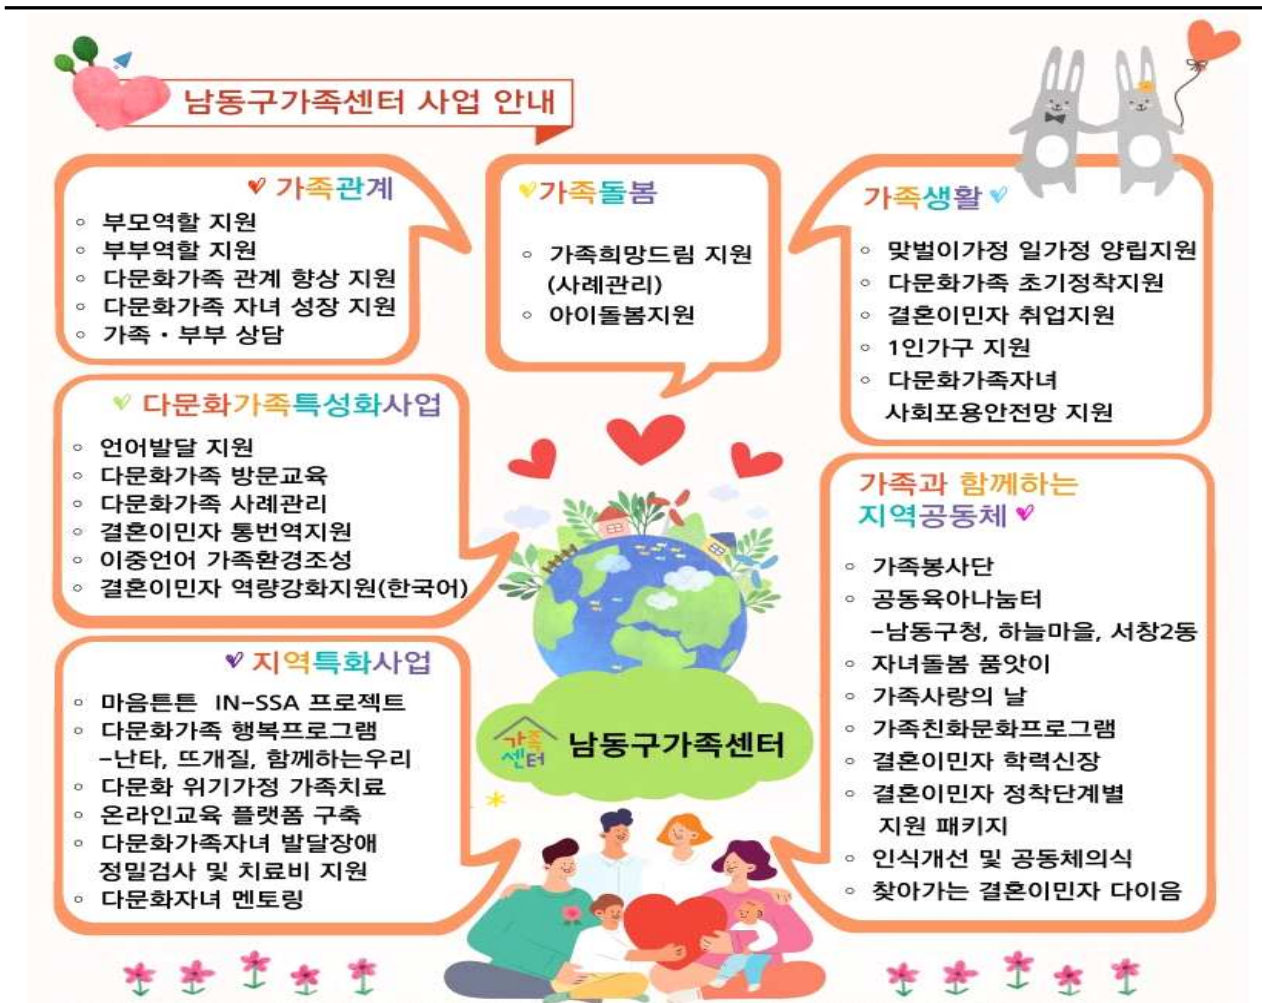 남동구가족센터 사업 안내
가족관계
◦ 부모역할 지원
◦ 부부역할 지원
◦ 다문화가족 관계 향상 지원
◦ 다문화가족 자녀 성장 지원
◦ 가족・부부 상담
가족돌봄
◦ 가족희망드림 지원
(사례관리)
◦ 아이돌봄지원
가족생활
◦ 맞벌이가정 일가정 양립지원
◦ 다문화가족 초기정착지원
◦ 결혼이민자 취업지원
◦ 1인가구 지원
◦ 다문화가족자녀
사회포용안전망 지원
다문화가족특성화사업
◦ 언어발달 지원
◦ 다문화가족 방문교육
◦ 다문화가족 사례관리
◦ 결혼이민자 통번역지원
◦ 이중언어 가족환경조성
◦ 결혼이민자 역량강화지원(한국어)
가족과 함께하는
지역공동체
◦ 가족봉사단
◦ 공동육아나눔터
-남동구청, 하늘마을, 서창2동
◦ 자녀돌봄 품앗이
◦ 가족사랑의 날
◦ 가족친화문화프로그램
◦ 결혼이민자 학력신장
◦ 결혼이민자 정착단계별
지원 패키지
◦ 인식개선 및 공동체의식
◦ 찾아가는 결혼이민자 다이음
지역특화사업
◦ 마음튼튼 IN-SSA 프로젝트
◦ 다문화가족 행복프로그램
-난타, 뜨개질, 함께하는우리
◦ 다문화 위기가정 가족치료
◦ 온라인교육 플랫폼 구축
◦ 다문화가족자녀 발달장애
정밀검사 및 치료비 지원
◦ 다문화자녀 멘토링
가족
센터
남동구가족센터